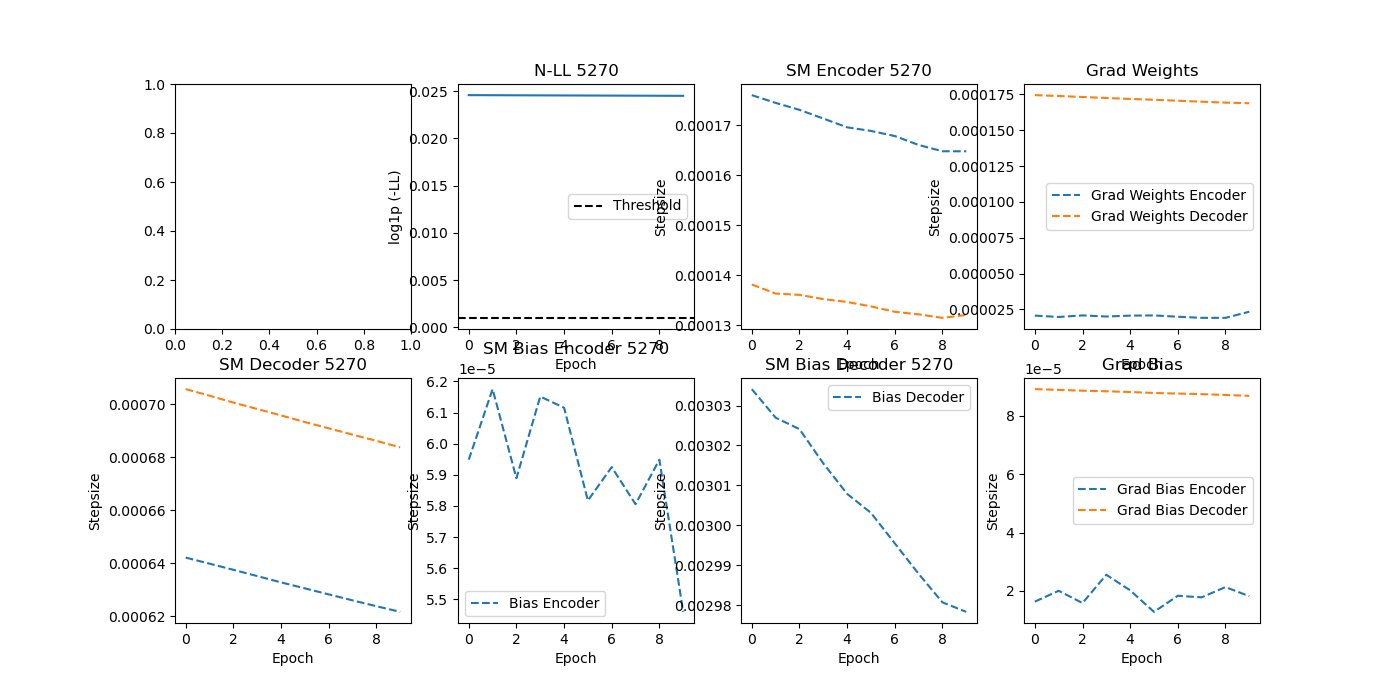 N-LL 5270
SM Encoder 5270
Grad Weights
1.0
0.8
0.6
0.4
0.2
0.0
0.0 0.2 0.4 0.6 0.8 1.0
log1p (-LL)
0.025
0.020
0.015
0.010
0.005
0.000
Threshold
0 2 4 6 8
Epoch
Stepsize
0.00017
0.00016
0.00015
0.00014
0.00013
0 2 4 6 8
Epoch
Stepsize
0.000175
0.000150
0.000125
0.000100
0.000075
0.000050
0.000025
Grad Weights Encoder
Grad Weights Decoder
0 2 4 6 8
Epoch
SM Decoder 5270
SM Bias Encoder 5270
SM Bias Decoder 5270
Grad Bias
Stepsize
0.00070
0.00068
0.00066
0.00064
0.00062
0 2 4 6 8
Epoch
Stepsize
1e−5
6.2
6.1
6.0
5.9
5.8
5.7
5.6
5.5
Bias Encoder
0 2 4 6 8
Epoch
Stepsize
0.00303
0.00302
0.00301
0.00300
0.00299
0.00298
Bias Decoder
0 2 4 6 8
Epoch
Stepsize
1e−5
8
6
4
2
Grad Bias Encoder
Grad Bias Decoder
0 2 4 6 8
Epoch